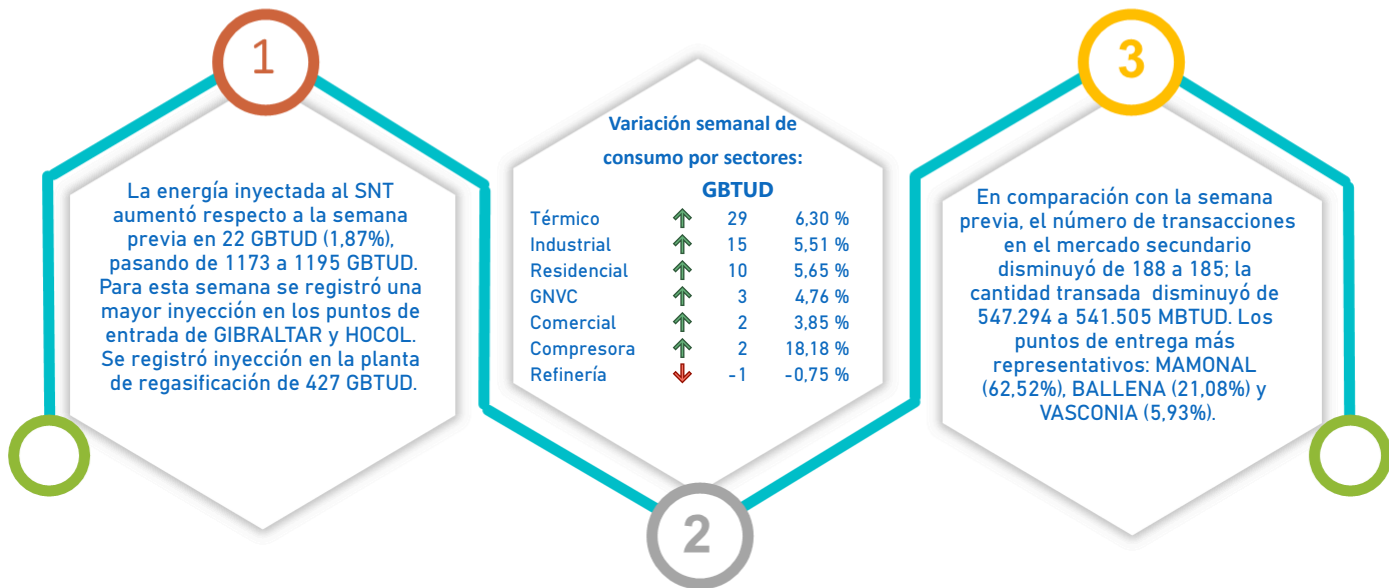 1
La energía inyectada al SNT
aumentó respecto a la semana
previa en 22 GBTUD (1,87%),
pasando de 1173 a 1195 GBTUD.
Para esta semana se registró una
mayor inyección en los puntos de
entrada de GIBRALTAR y HOCOL.
Se registró inyección en la planta
de regasificación de 427 GBTUD.
2
Variación semanal de
consumo por sectores:
GBTUD
Térmico 29 6,30 %
Industrial 15 5,51 %
Residencial 10 5,65 %
GNVC 3 4,76 %
Comercial 2 3,85 %
Compresora 2 18,18 %
Refinería -1 -0,75 %
3
En comparación con la semana
previa, el número de transacciones
en el mercado secundario
disminuyó de 188 a 185; la
cantidad transada disminuyó de
547.294 a 541.505 MBTUD. Los
puntos de entrega más
representativos: MAMONAL
(62,52%), BALLENA (21,08%) y
VASCONIA (5,93%).